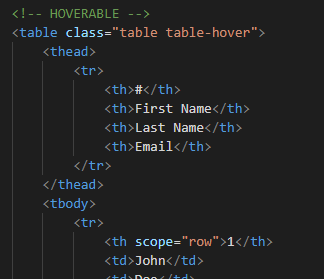 <!-- HOVERABLE -->
<table class="table table-hover">
<thead>
<tr>
<th>#</th>
<th>First Name</th>
<th>Last Name</th>
<th>Email</th>
</tr>
</thead>
<tbody>
<tr>
<th scope="row">1</th>
<td>John</td>
<td>Doe</td>